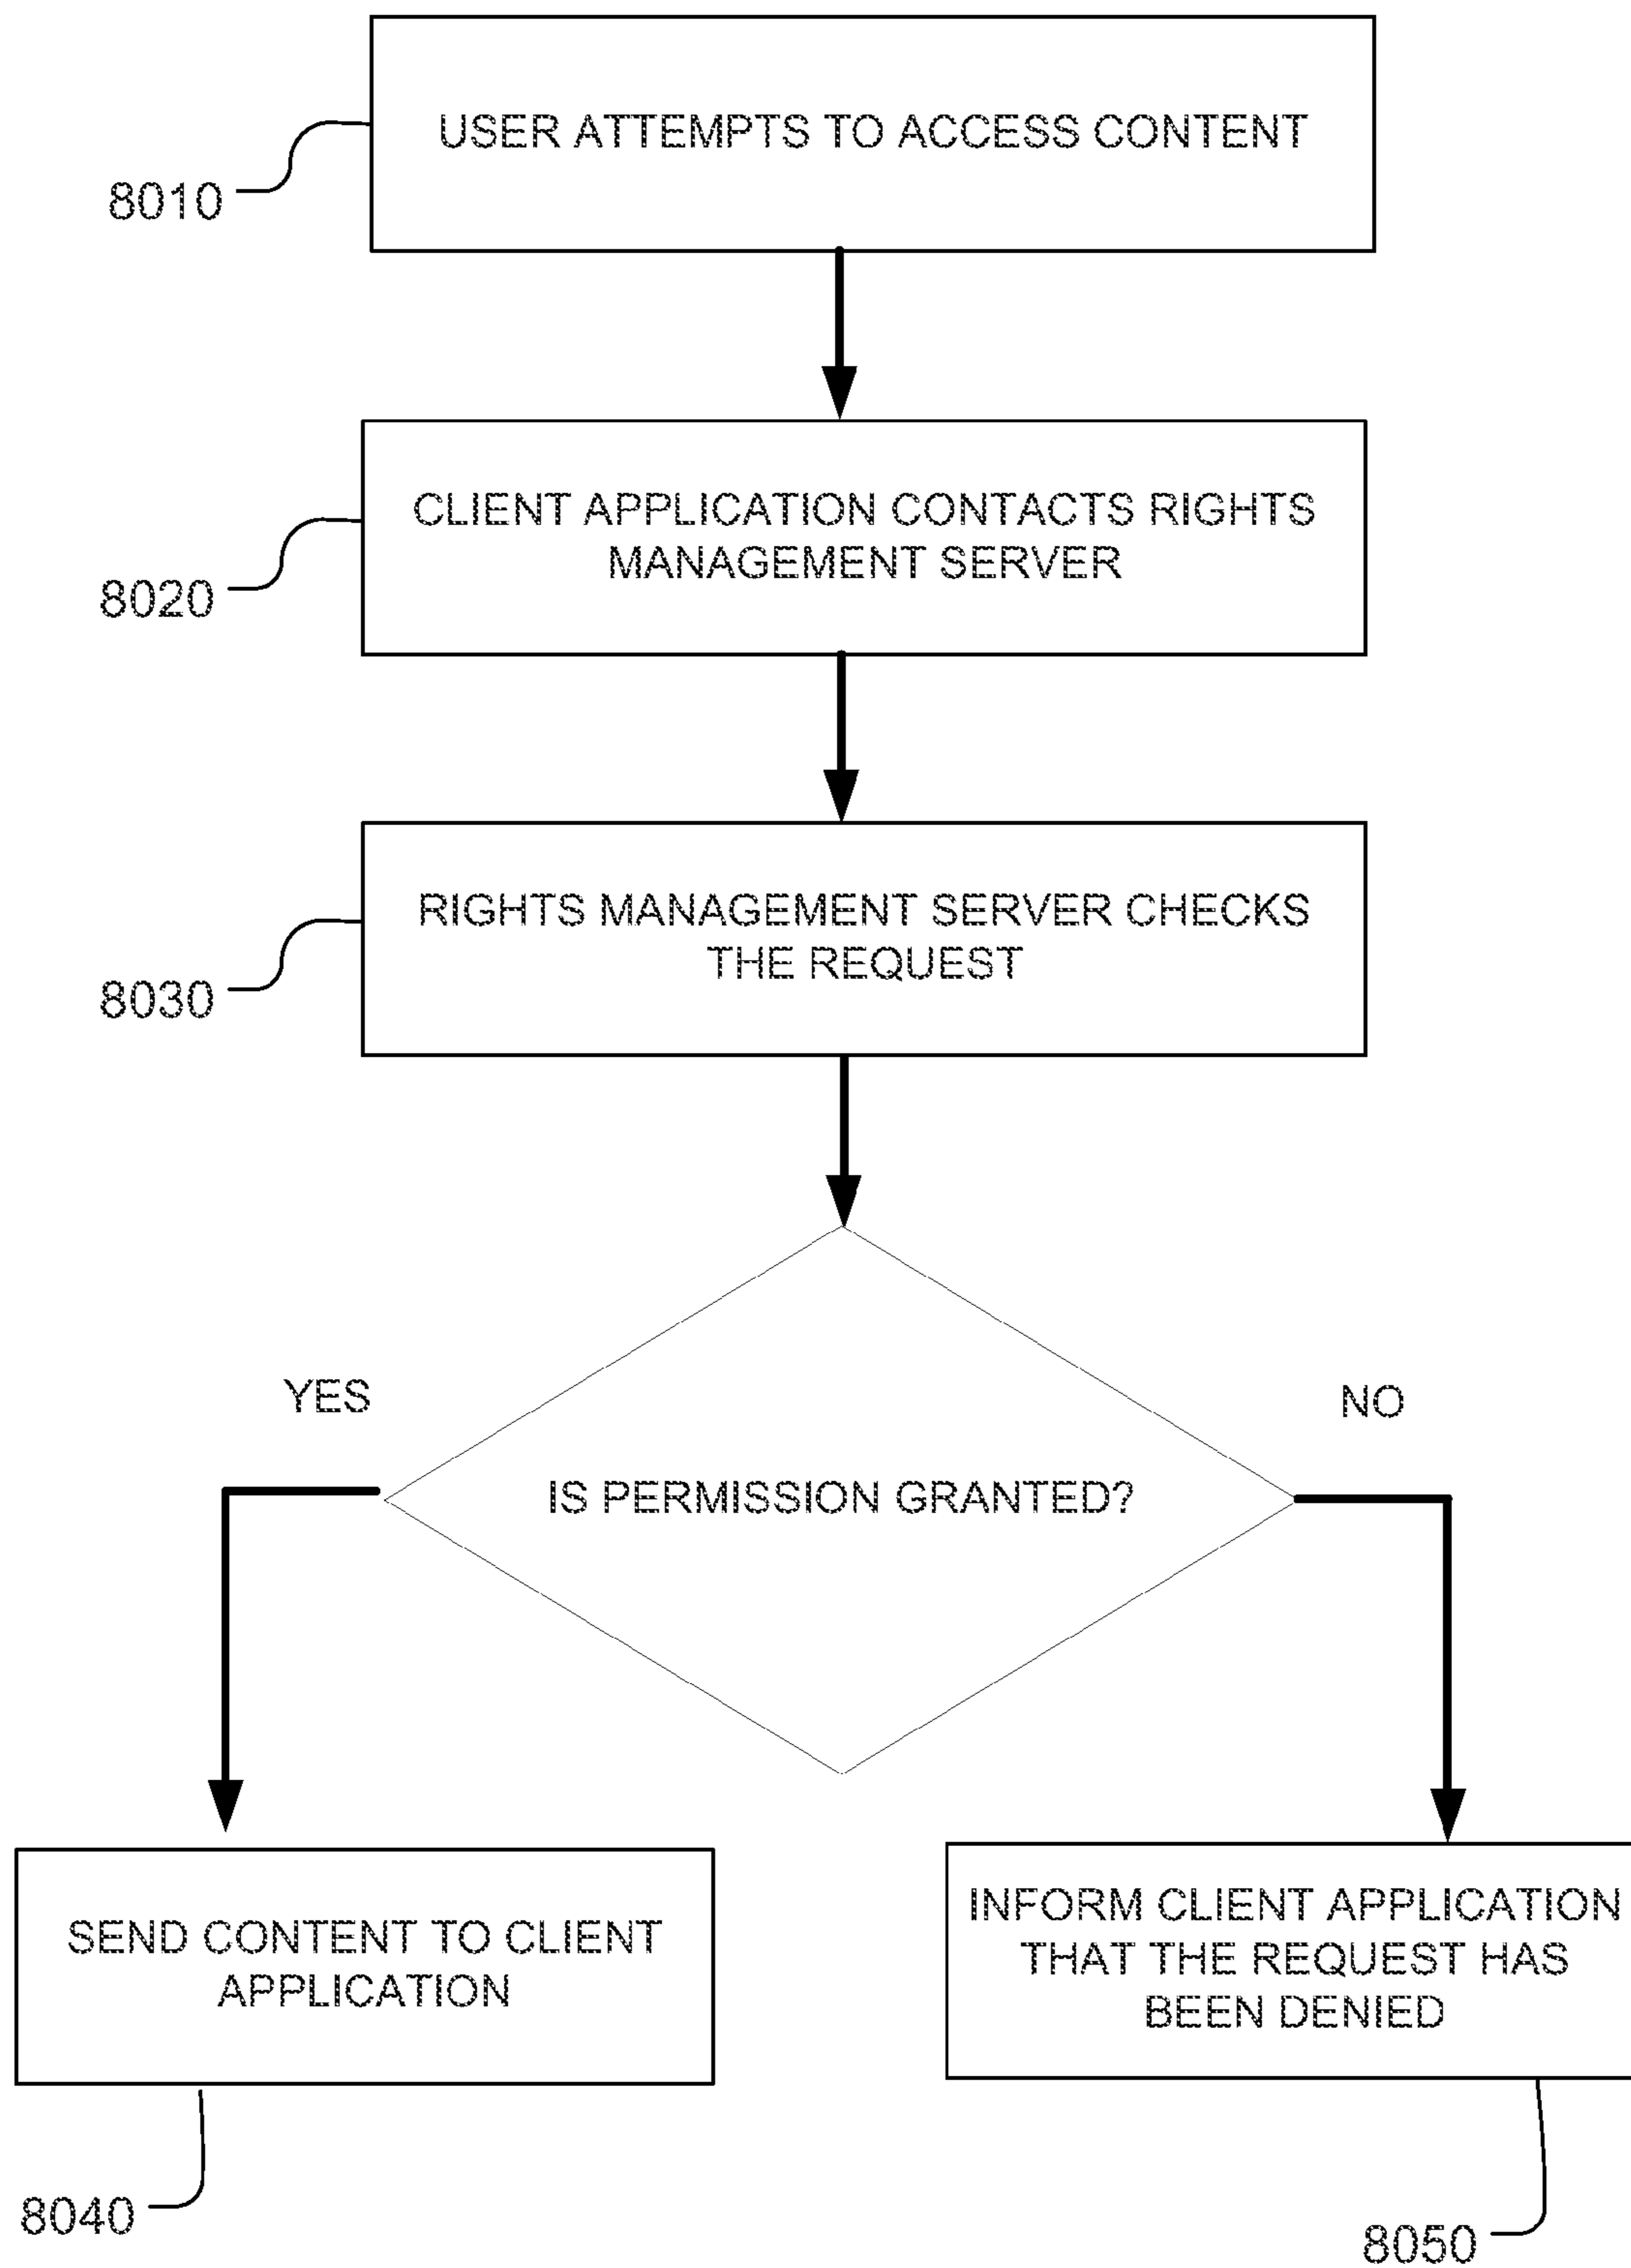 USER ATTEMPTS TO ACCESS CONTENT
8010
CLIENT APPLICATION CONTACTS RIGHTS
MANAGEMENT SERVER
8020
RIGHTS MANAGEMENT SERVER CHECKS
THE REQUEST
8030
YES
NO
IS PERMISSION GRANTED?
SEND CONTENT TO CLIENT
APPLICATION
INFORM CLIENT APPLICATION
THAT THE REQUEST HAS
BEEN DENIED
8040
8050